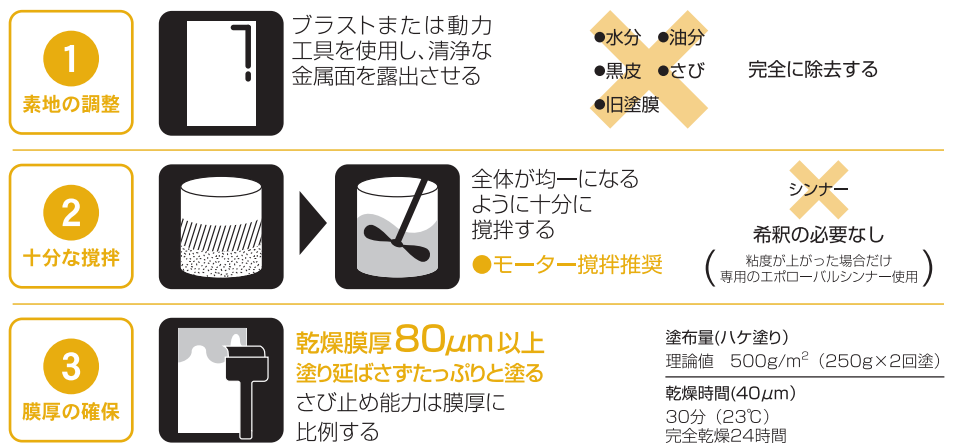 1
素地の調整
ブラストまたは動力
工具を使用し、清浄な
金属面を露出させる
●水分 ●油分
●黒皮 ●さび
●旧塗膜
完全に除去する
2
十分な撹拌
全体が均一になる
ように十分に
撹拌する
●モーター撹拌推奨
シンナー
希釈の必要なし
(粘度が上がった場合だけ
専用のエポローバルシンナー使用)
3
膜厚の確保
乾燥膜厚80μm以上
塗り延ばさずたっぷりと塗る
さび止め能力は膜厚に
比例する
塗布量(ハケ塗り)
理論値 500g/m²(250g×2回塗)
乾燥時間(40μm)
30分(23℃)
完全乾燥24時間